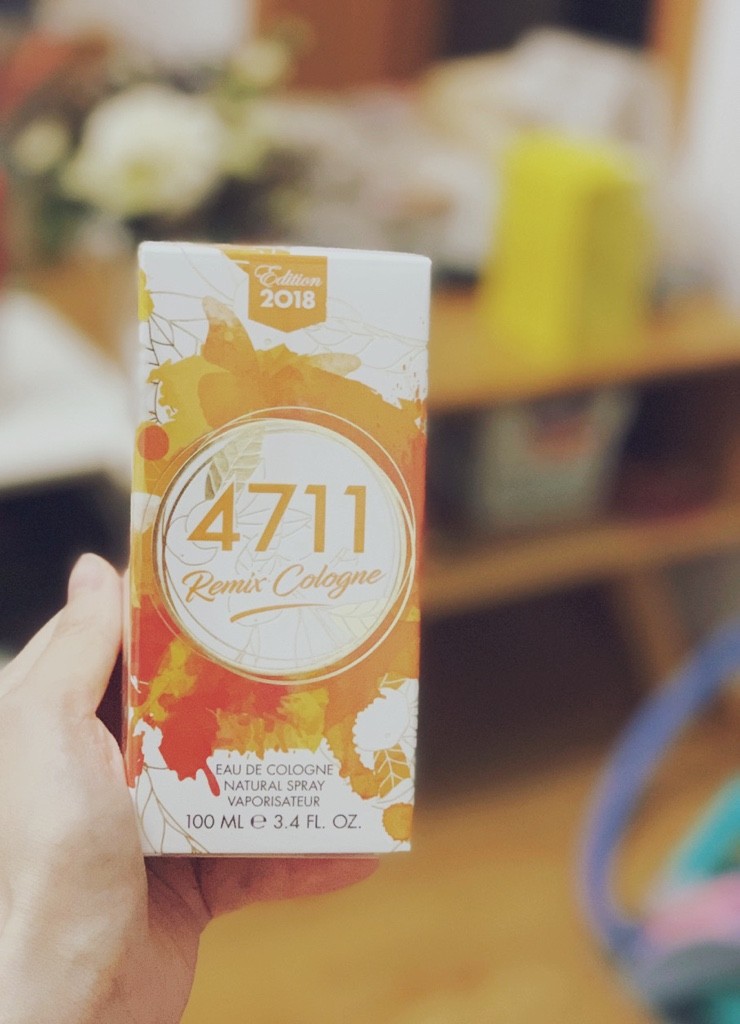 Edition
2018
4711
Remix Cologne
EAU DE COLOGNE
NATURAL SPRAY
VAPORISATEUR
100 ML ℮ 3.4 FL. OZ.